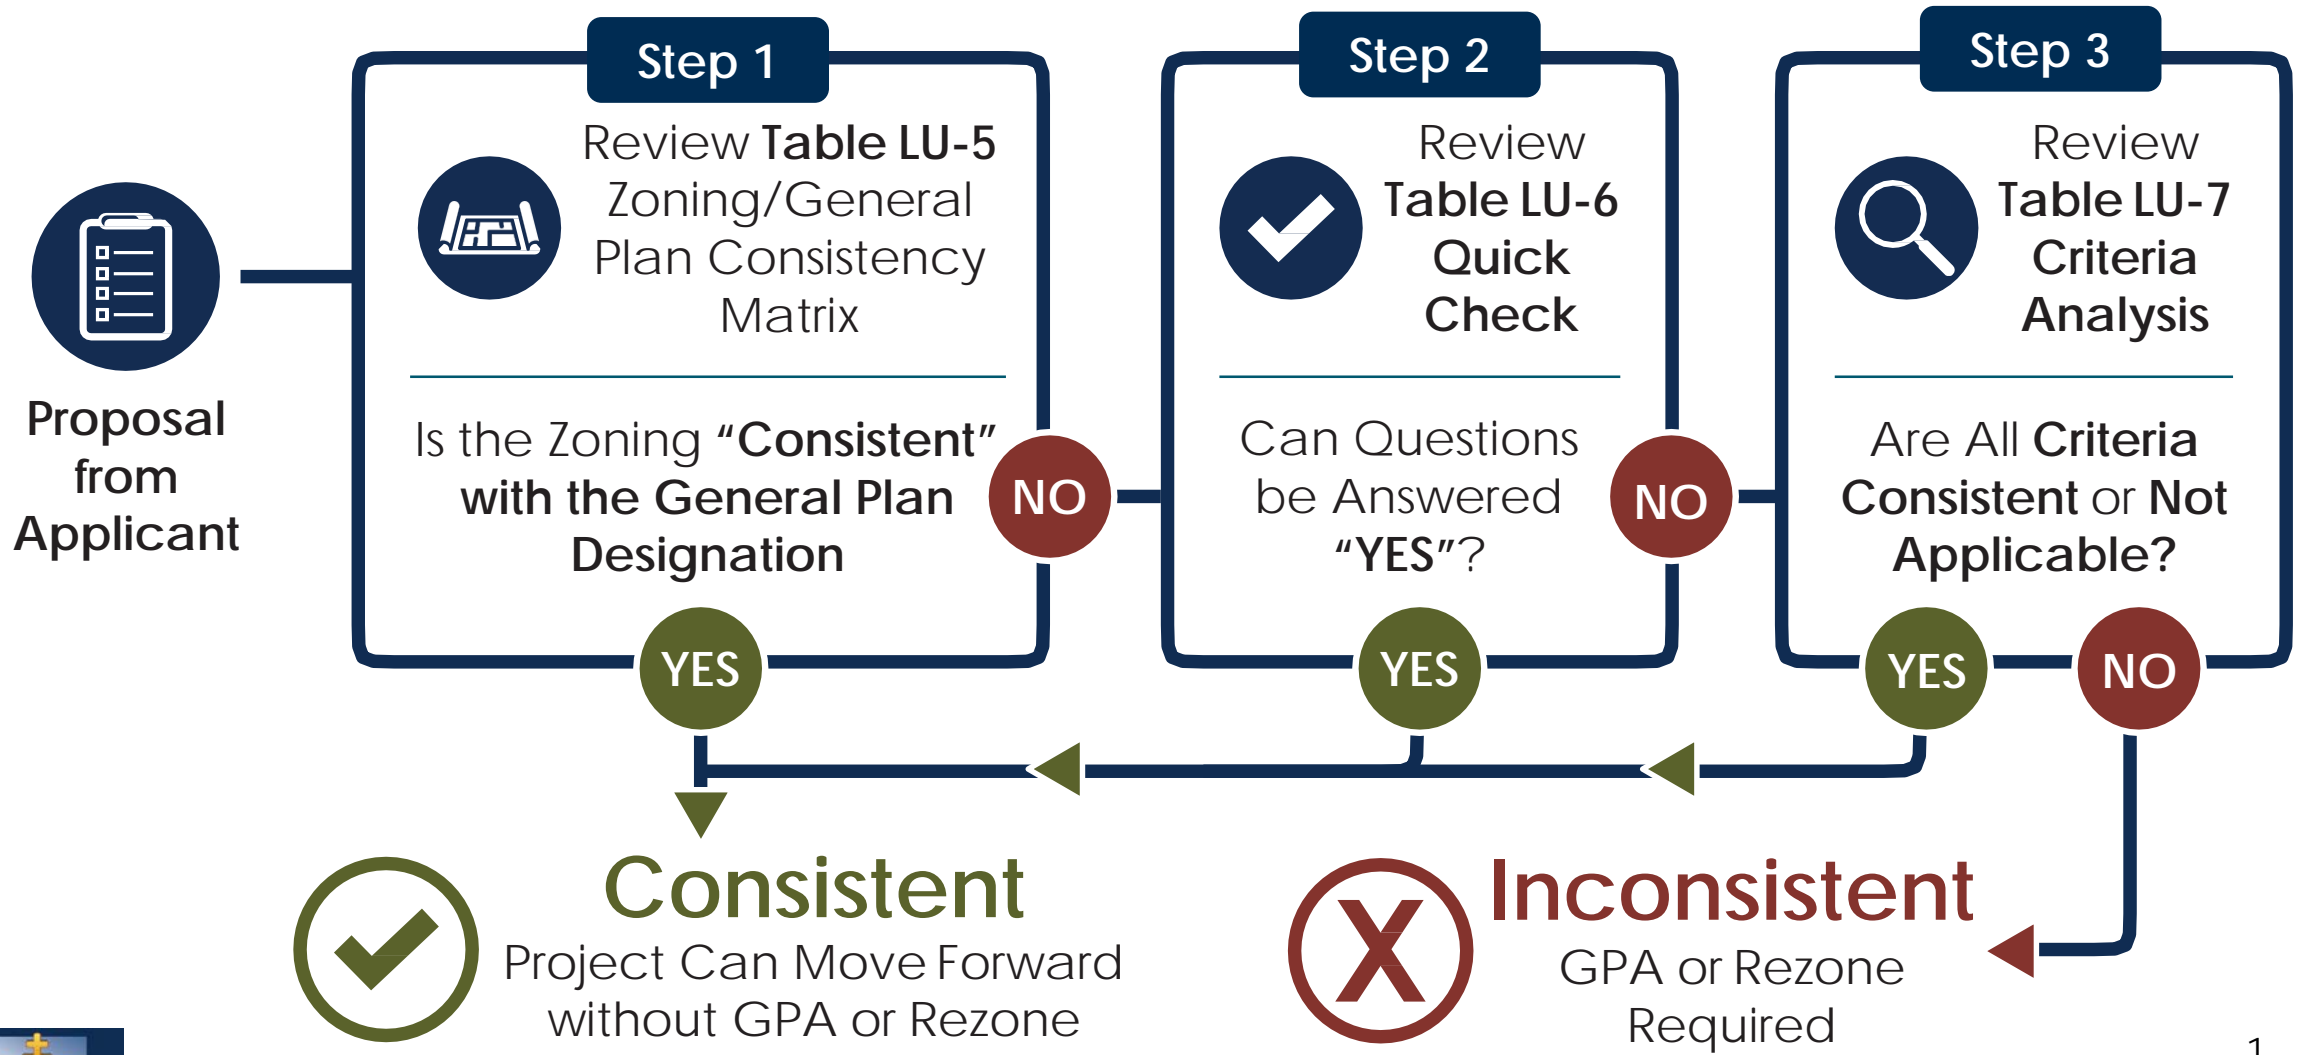 Proposal
from
Applicant
Step 1
Review Table LU-5
Zoning/General
Plan Consistency
Matrix
Is the Zoning “Consistent”
with the General Plan
Designation
NO
YES
Step 2
Review
Table LU-6
Quick
Check
Can Questions
be Answered
“YES”?
NO
YES
Step 3
Review
Table LU-7
Criteria
Analysis
Are All Criteria
Consistent or Not
Applicable?
YES
NO
Consistent
Project Can Move Forward
without GPA or Rezone
X
Inconsistent
GPA or Rezone
Required
1